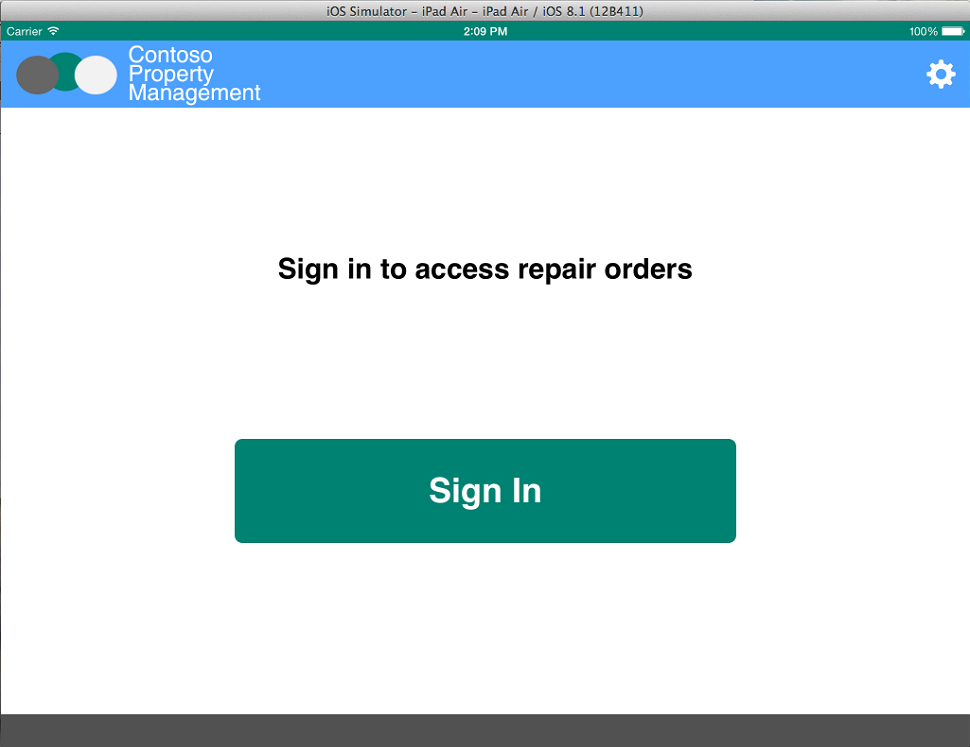 iOS Simulator - iPad Air - iPad Air / iOS 8.1 (12B411)
Carrier 2:09 PM 100%
Contoso
Property
Management
Sign in to access repair orders
Sign In